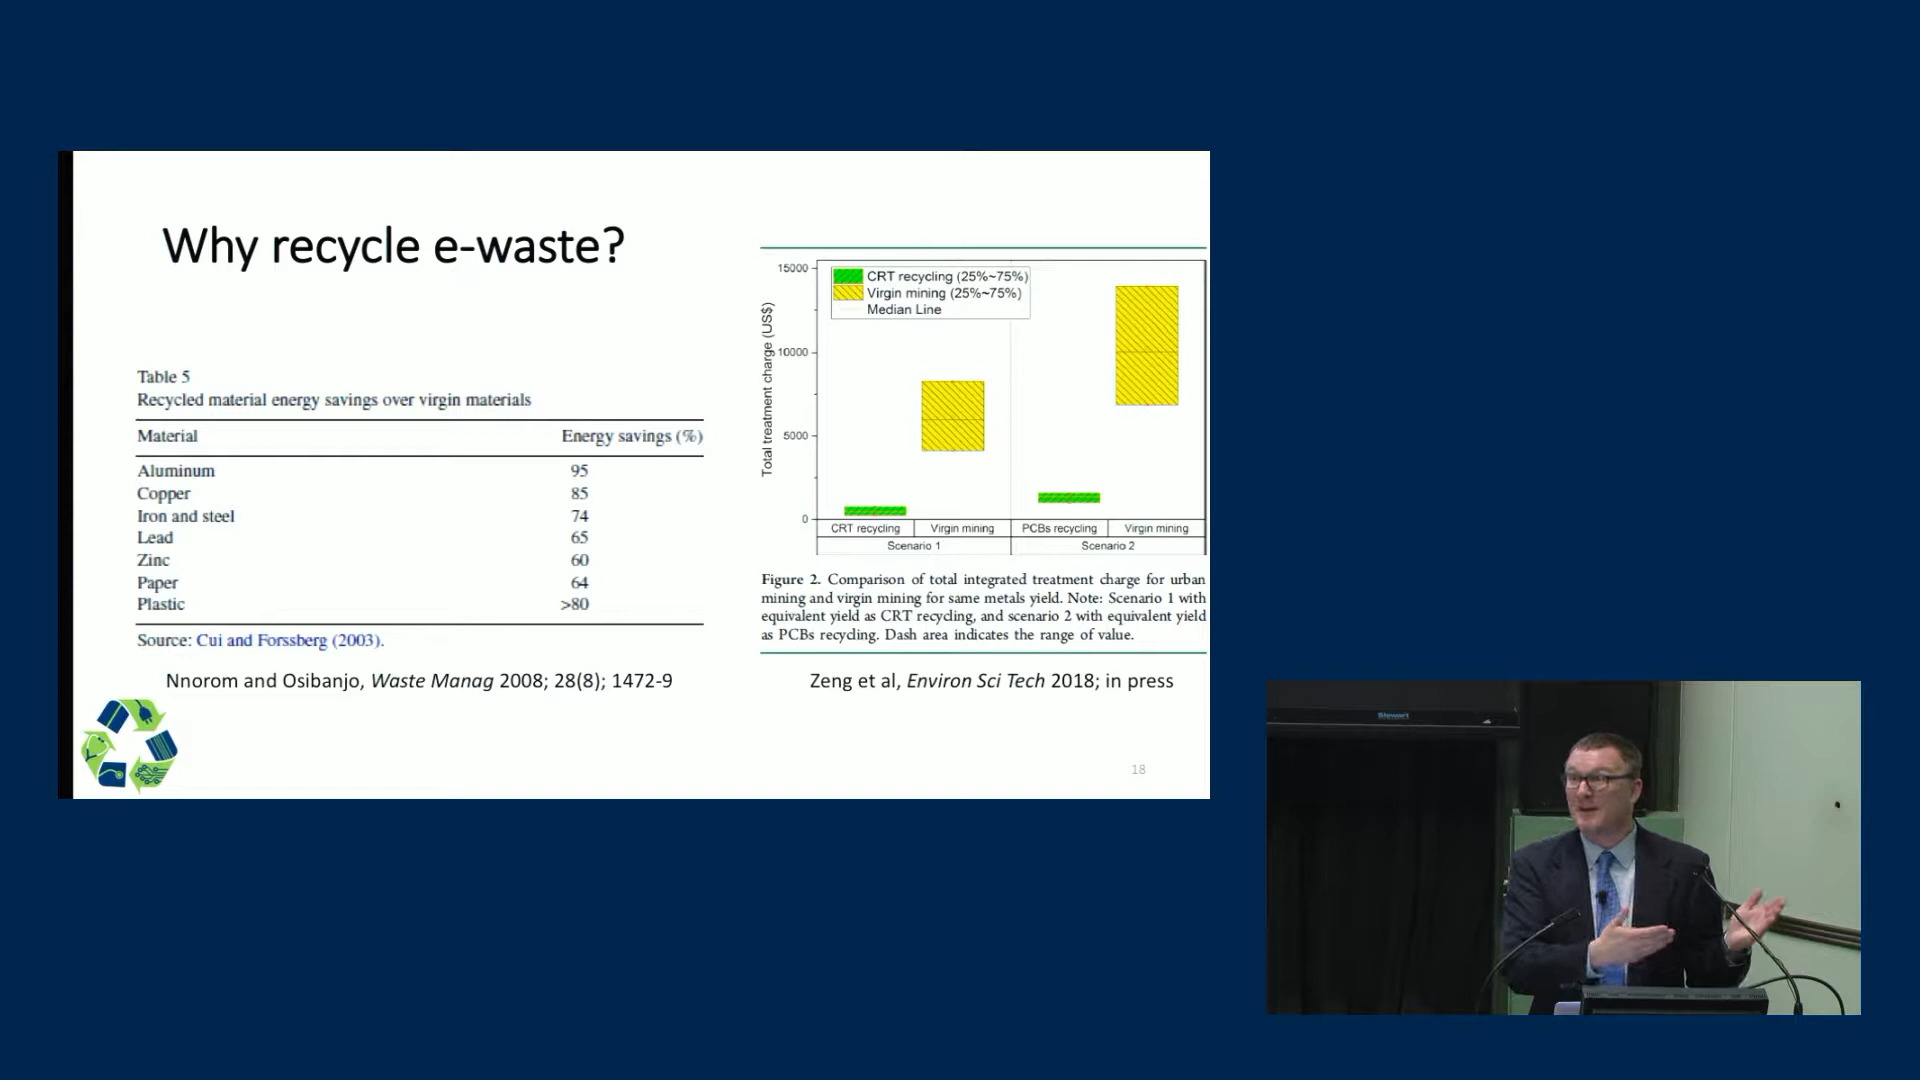 Why recycle e-waste?
Table 5
Recycled material energy savings over virgin materials
Material Energy savings (%)
Aluminum 95
Copper 85
Iron and steel 74
Lead 65
Zinc 60
Paper 64
Plastic >80
Source: Cui and Forssberg (2003).
Nnorom and Osibanjo, Waste Manag 2008; 28(8); 1472-9
Total treatment charge (US$)
15000
10000
5000
0
CRT recycling (25%~75%)
Virgin mining (25%~75%)
Median Line
CRT recycling Virgin mining PCBs recycling Virgin mining
Scenario 1 Scenario 2
Figure 2. Comparison of total integrated treatment charge for urban
mining and virgin mining for same metals yield. Note: Scenario 1 with
equivalent yield as CRT recycling, and scenario 2 with equivalent yield
as PCBs recycling. Dash area indicates the range of value.
Zeng et al, Environ Sci Tech 2018; in press
18
Stewart